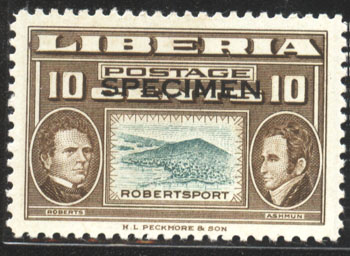 LIBERIA
10 POSTAGE 10
SPECIMEN
ROBERTSPORT
ROBERTS ASHMUN
H. L. PECKMORE & SON